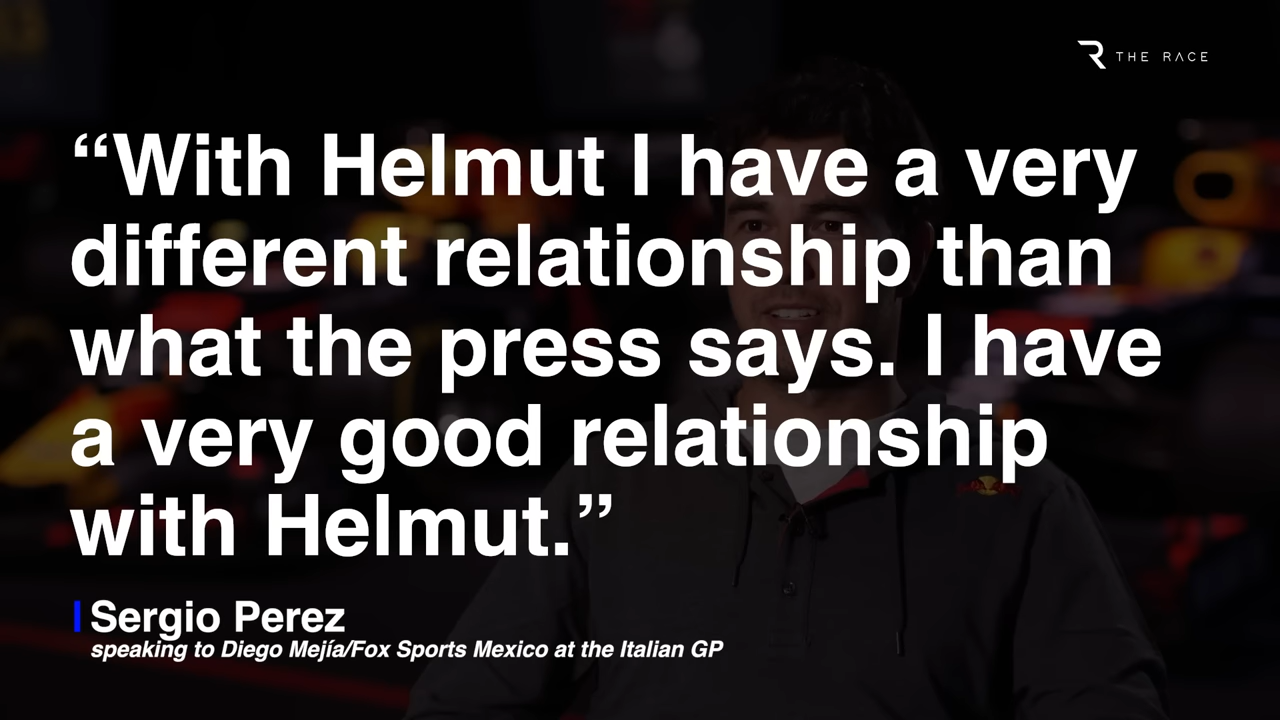 THE RACE
“With Helmut I have a very
different relationship than
what the press says. I have
a very good relationship
with Helmut.”
Sergio Perez
speaking to Diego Mejía/Fox Sports Mexico at the Italian GP